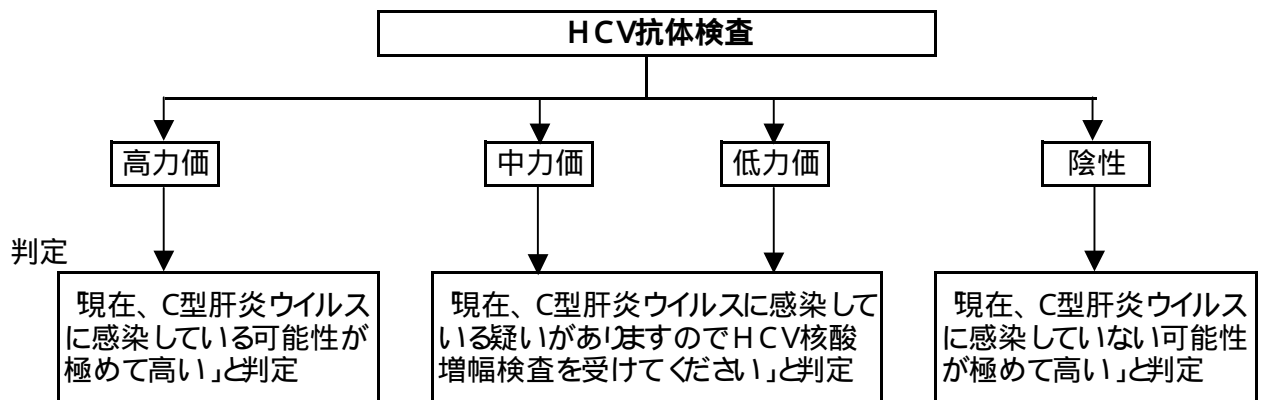 HCV抗体検査
高力価
中力価
低力価
陰性
判定
「現在、C型肝炎ウイルス
に感染している可能性が
極めて高い」と判定
「現在、C型肝炎ウイルスに感染して
いる疑いがありますのでHCV核酸
増幅検査を受けてください」と判定
「現在、C型肝炎ウイルス
に感染していない可能性
が極めて高い」と判定